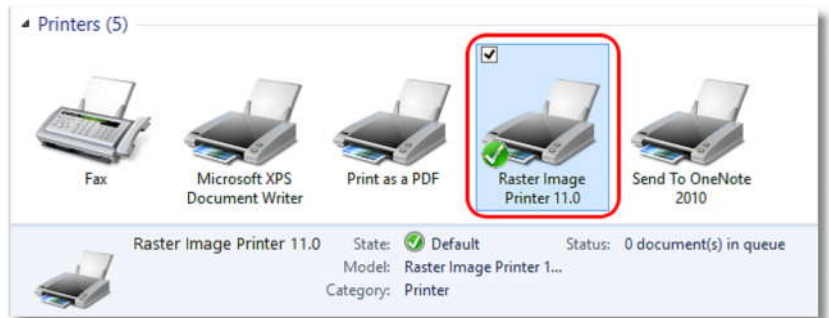 Printers (5)
Fax
Microsoft XPS
Document Writer
Print as a PDF
Raster Image
Printer 11.0
Send To OneNote
2010
Raster Image Printer 11.0 State: Default Status: 0 document(s) in queue
Model: Raster Image Printer 1...
Category: Printer